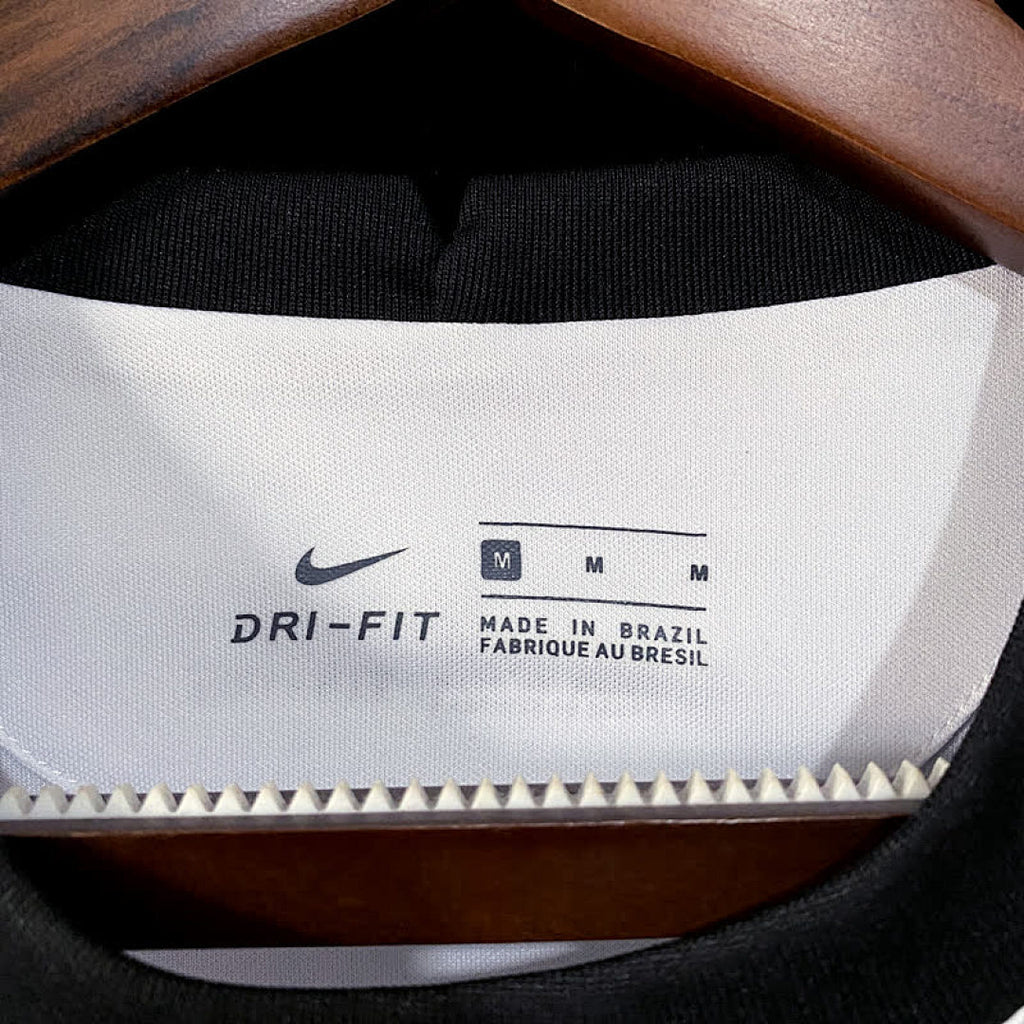 DRI-FIT
M M M
MADE IN BRAZIL
FABRIQUE AU BRESIL